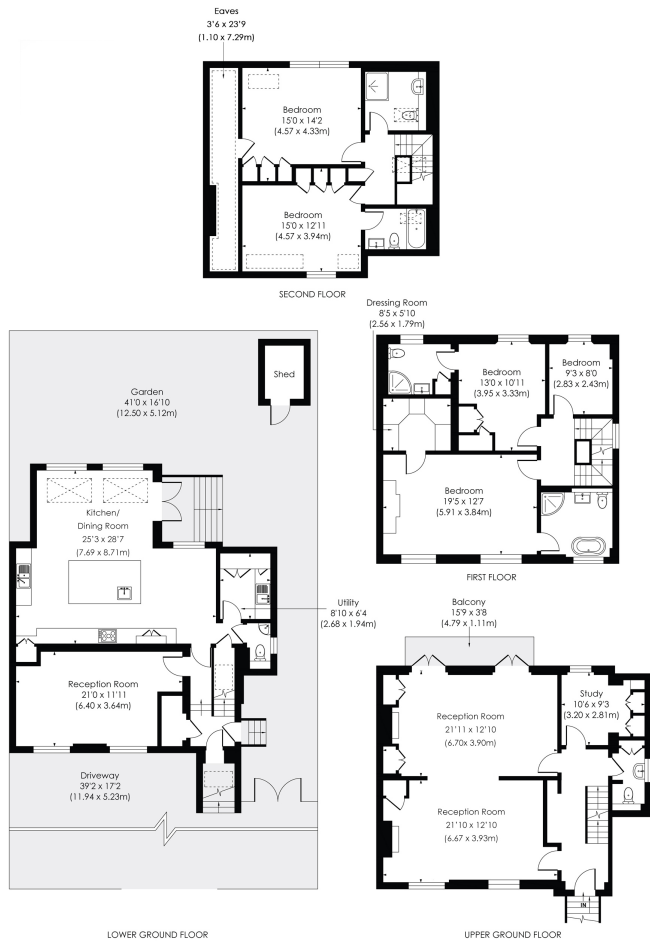 Eaves
3'6 x 23'9
(1.10 x 7.29m)
Bedroom
15'0 x 14'2
(4.57 x 4.33m)
Bedroom
15'0 x 12'11
(4.57 x 3.94m)
SECOND FLOOR
Garden
41'0 x 16'10
(12.50 x 5.12m)
Shed
Kitchen/
Dining Room
25'3 x 28'7
(7.69 x 8.71m)
Utility
8'10 x 6'4
(2.68 x 1.94m)
Reception Room
21'0 x 11'11
(6.40 x 3.64m)
Driveway
39'2 x 17'2
(11.94 x 5.23m)
LOWER GROUND FLOOR
Dressing Room
8'5 x 5'10
(2.56 x 1.79m)
Bedroom
13'0 x 10'11
(3.95 x 3.33m)
Bedroom
9'3 x 8'0
(2.83 x 2.43m)
Bedroom
19'5 x 12'7
(5.91 x 3.84m)
FIRST FLOOR
Balcony
15'9 x 3'8
(4.79 x 1.11m)
Reception Room
21'11 x 12'10
(6.70x 3.90m)
Study
10'6 x 9'3
(3.20 x 2.81m)
Reception Room
21'10 x 12'10
(6.67 x 3.93m)
IN
UPPER GROUND FLOOR